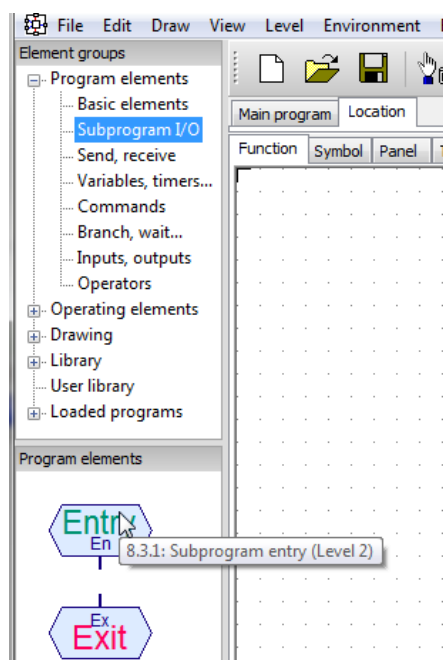 File Edit Draw View Level Environment
Element groups
Program elements
Basic elements
Subprogram I/O
Send, receive
Variables, timers...
Commands
Branch, wait...
Inputs, outputs
Operators
Operating elements
Drawing
Library
User library
Loaded programs
Main program Location
Function Symbol Panel
Program elements
Entry
En
8.3.1: Subprogram entry (Level 2)
Ex
Exit